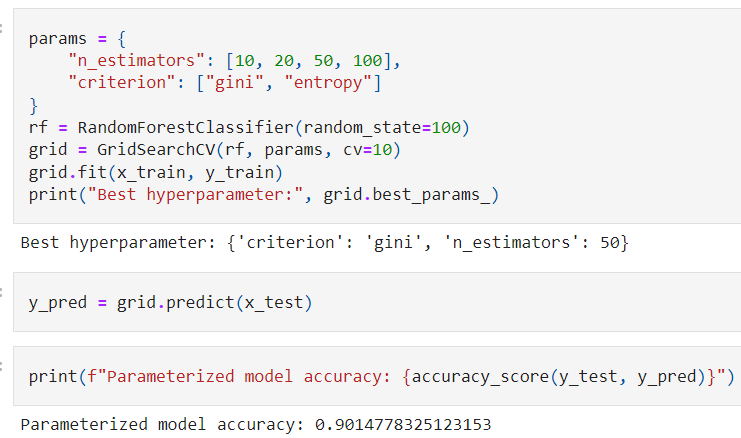 params = {
    "n_estimators": [10, 20, 50, 100],
    "criterion": ["gini", "entropy"]
}
rf = RandomForestClassifier(random_state=100)
grid = GridSearchCV(rf, params, cv=10)
grid.fit(x_train, y_train)
print("Best hyperparameter:", grid.best_params_)
Best hyperparameter: {'criterion': 'gini', 'n_estimators': 50}
y_pred = grid.predict(x_test)
print(f"Parameterized model accuracy: {accuracy_score(y_test, y_pred)}")
Parameterized model accuracy: 0.9014778325123153